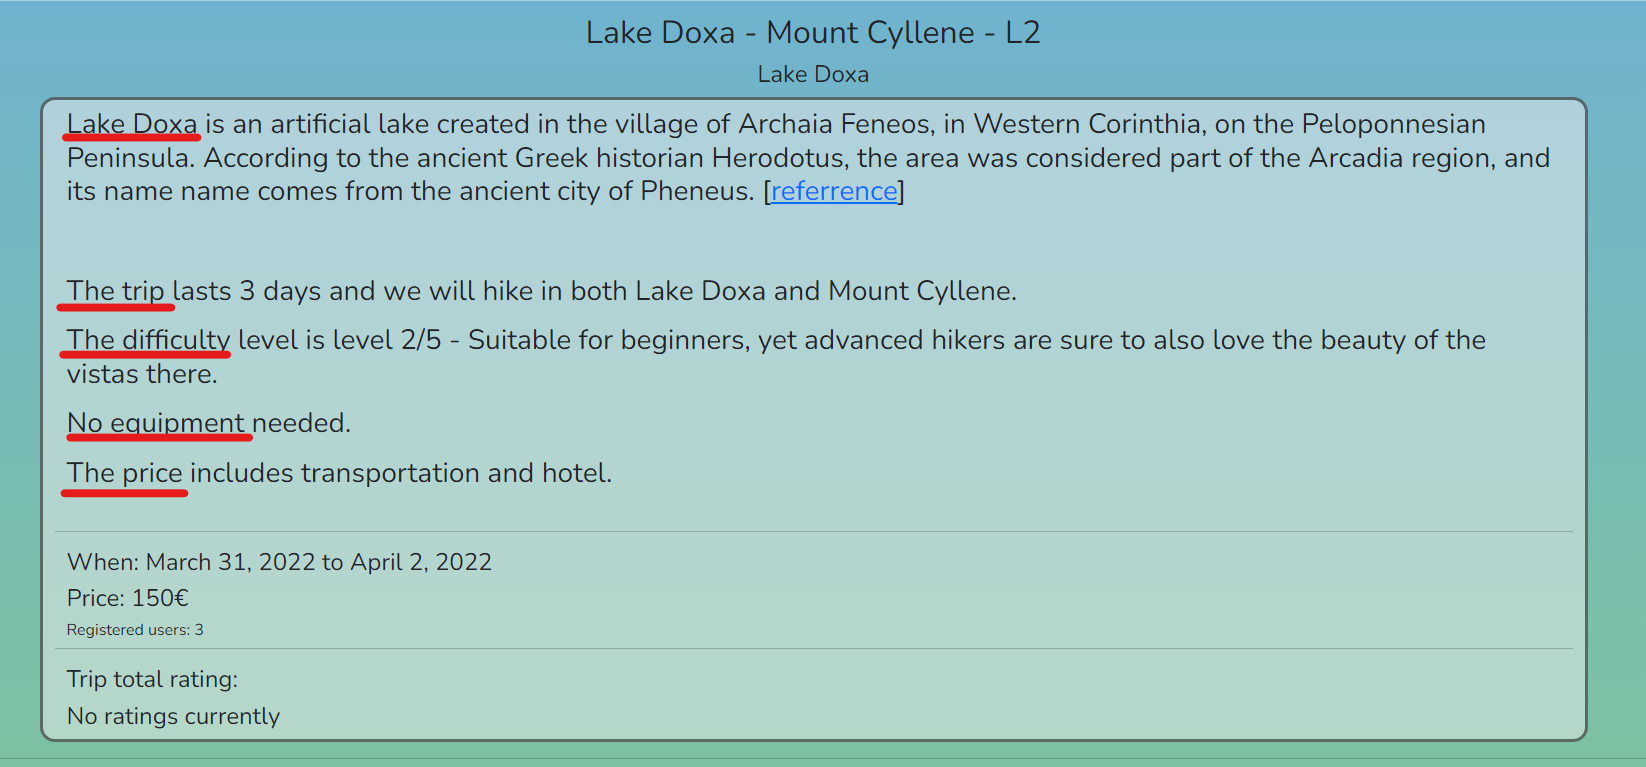 Lake Doxa - Mount Cyllene - L2
Lake Doxa
Lake Doxa is an artificial lake created in the village of Archaia Feneos, in Western Corinthia, on the Peloponnesian
Peninsula. According to the ancient Greek historian Herodotus, the area was considered part of the Arcadia region, and
its name name comes from the ancient city of Pheneus. [referrence]
The trip lasts 3 days and we will hike in both Lake Doxa and Mount Cyllene.
The difficulty level is level 2/5 - Suitable for beginners, yet advanced hikers are sure to also love the beauty of the
vistas there.
No equipment needed.
The price includes transportation and hotel.
When: March 31, 2022 to April 2, 2022
Price: 150€
Registered users: 3
Trip total rating:
No ratings currently